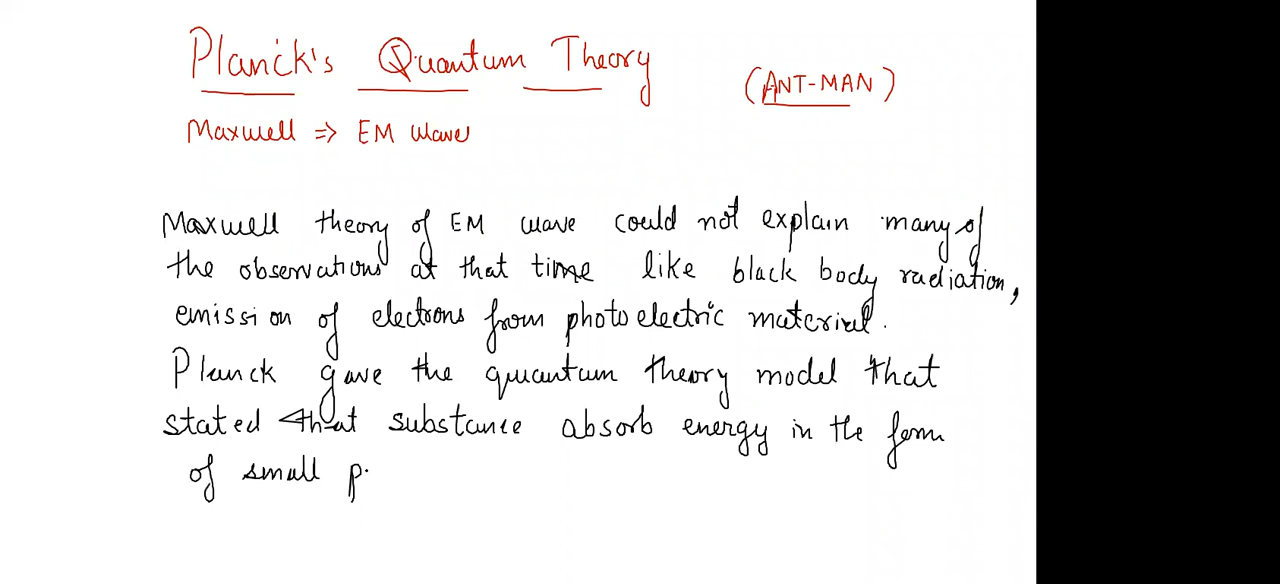 Planck's Quantum Theory (ANT-MAN)
Maxwell => EM wave
Maxwell theory of EM wave could not explain many of
the observations at that time like black body radiation,
emission of electrons from photoelectric material.
Planck gave the quantum theory model that
stated that substance absorb energy in the form
of small p